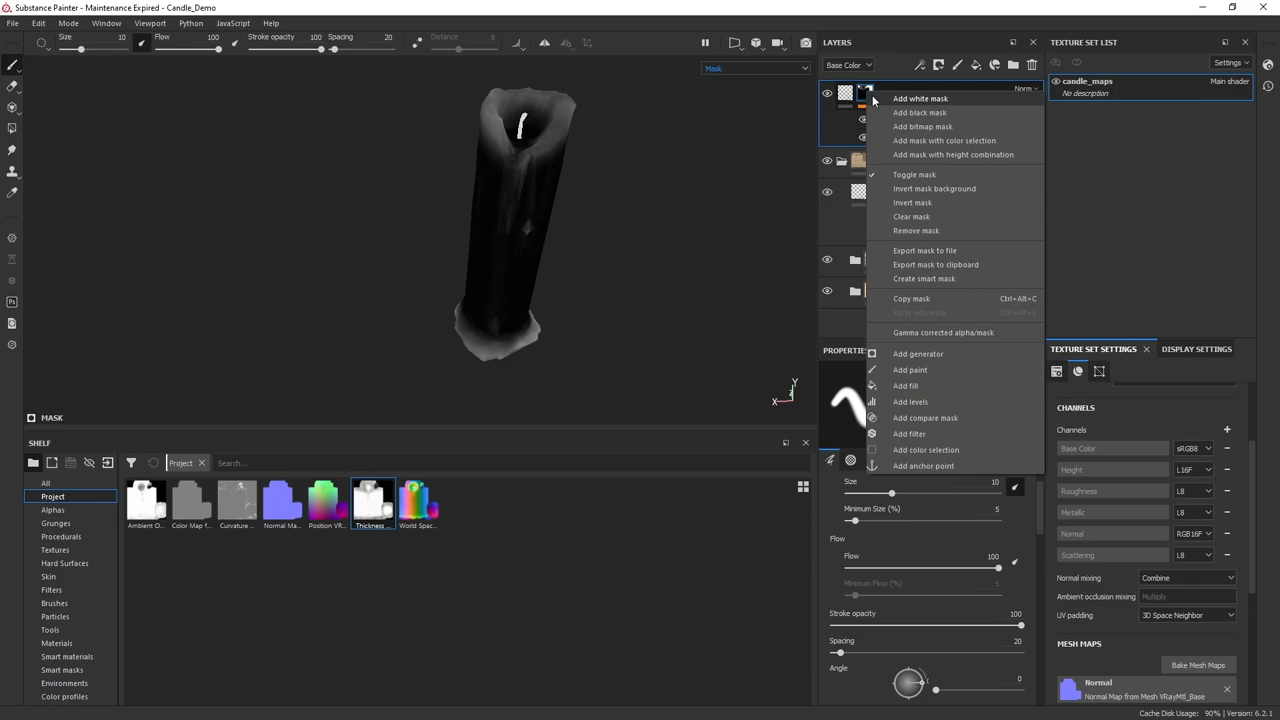 Substance Painter - Maintenance Expired - Candle_Demo
File Edit Mode Window Viewport Python JavaScript Help
Size 10 Flow 100 Stroke opacity 100 Spacing 20 Distance 8
Mask
X Y Z
MASK
SHELF
Project
Search...
All
Project
Alphas
Grunges
Procedurals
Textures
Hard Surfaces
Skin
Filters
Brushes
Particles
Tools
Materials
Smart materials
Smart masks
Environments
Color profiles
Ambient O... Color Map f... Curvature ... Normal Ma... Position VR... Thickness ... World Spac...
LAYERS
Base Color
Norm
Add white mask
Add black mask
Add bitmap mask
Add mask with color selection
Add mask with height combination
Toggle mask
Invert mask background
Invert mask
Clear mask
Remove mask
Export mask to file
Export mask to clipboard
Create smart mask
Copy mask Ctrl+Alt+C
Paste into mask Ctrl+Alt+V
Gamma corrected alpha/mask
Add generator
Add paint
Add fill
Add levels
Add compare mask
Add filter
Add color selection
Add anchor point
PROPERTIES
Size 10
Minimum Size (%) 5
Flow
Flow 100
Minimum Flow (%) 5
Stroke opacity 100
Spacing 20
Angle 0
TEXTURE SET LIST
Settings
candle_maps Main shader
No description
TEXTURE SET SETTINGS DISPLAY SETTINGS
CHANNELS
Channels
Base Color sRGB8
Height L16F
Roughness L8
Metallic L8
Normal RGB16F
Scattering L8
Normal mixing Combine
Ambient occlusion mixing Multiply
UV padding 3D Space Neighbor
MESH MAPS
Bake Mesh Maps
Normal
Normal Map from Mesh VRayMtl_Base
Cache Disk Usage: 90% | Version: 6.2.1